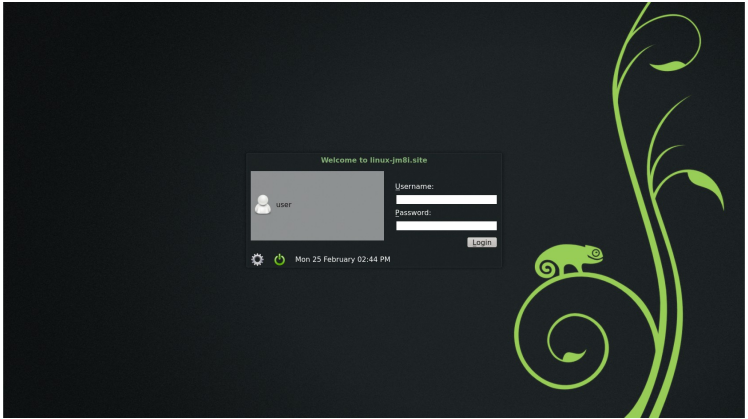 Welcome to linux-jm8i.site
user
Username:
Password:
Login
Mon 25 February 02:44 PM